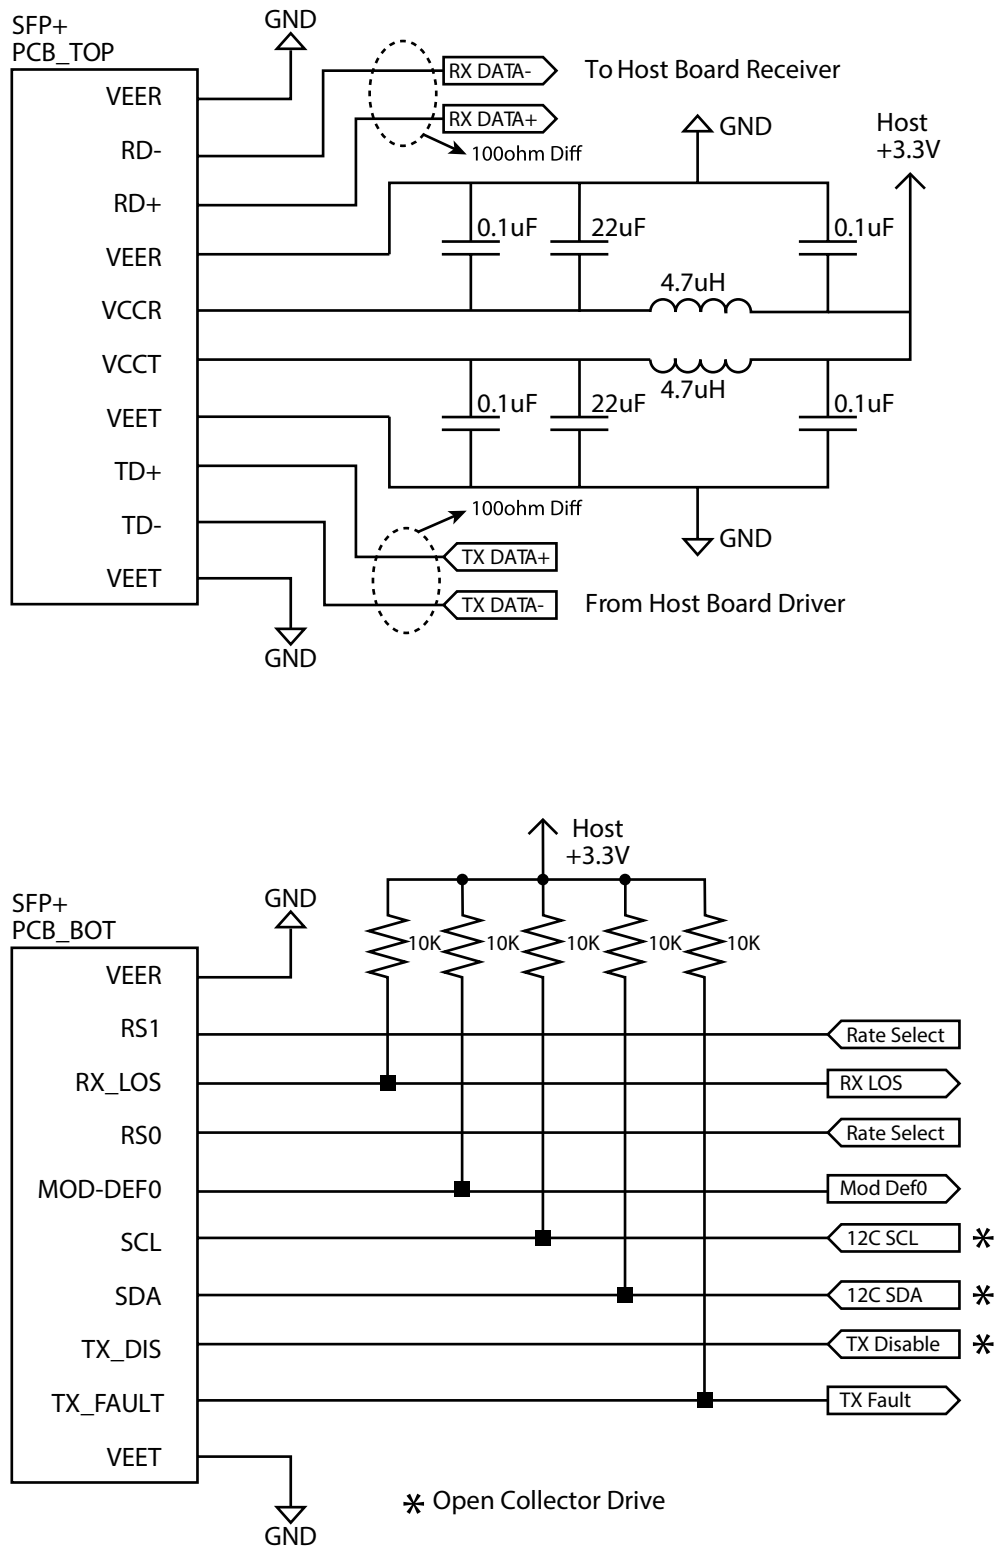 SFP+
PCB_TOP
GND
VEER
RD-
RD+
VEER
VCCR
VCCT
VEET
TD+
TD-
VEET
RX DATA-
To Host Board Receiver
RX DATA+
100ohm Diff
GND
Host
+3.3V
0.1uF
22uF
0.1uF
4.7uH
4.7uH
0.1uF
22uF
0.1uF
100ohm Diff
GND
TX DATA+
TX DATA-
From Host Board Driver
GND
Host
+3.3V
SFP+
PCB_BOT
GND
10K
10K
10K
10K
10K
VEER
RS1
Rate Select
RX_LOS
RX LOS
RS0
Rate Select
MOD-DEF0
Mod Def0
SCL
12C SCL *
SDA
12C SDA *
TX_DIS
TX Disable *
TX_FAULT
TX Fault
VEET
* Open Collector Drive
GND